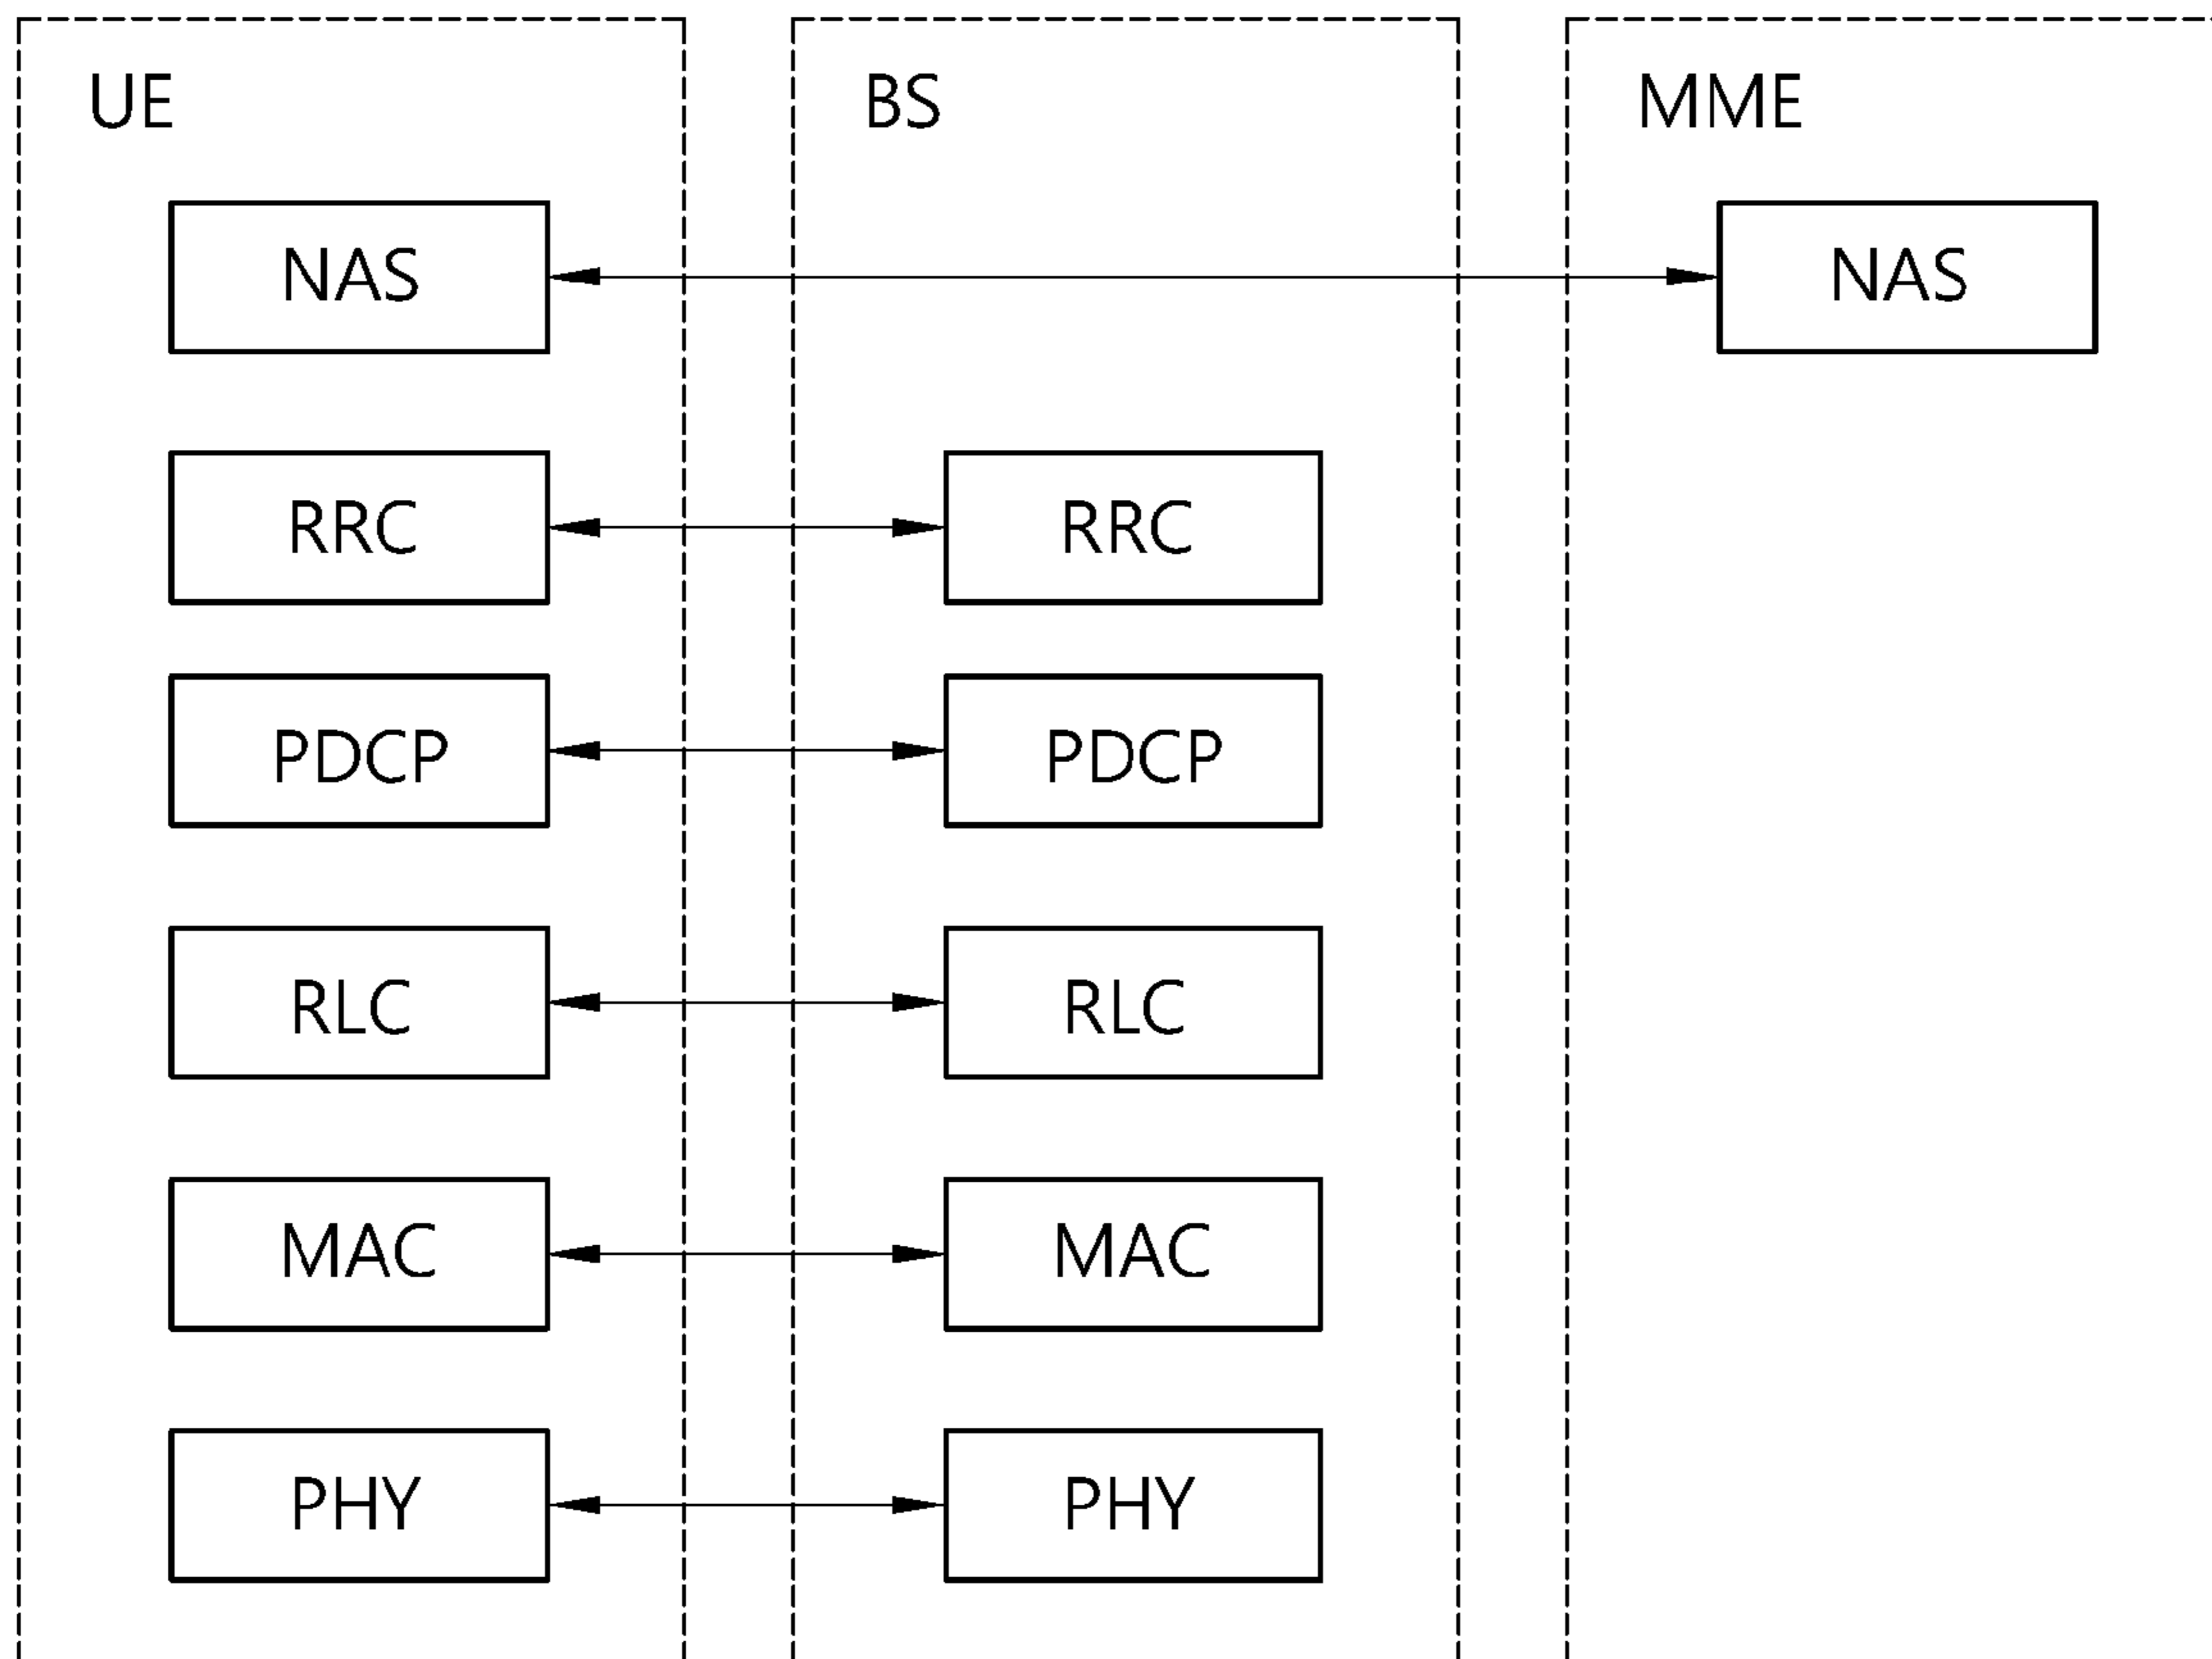 UE BS MME
NAS NAS
RRC RRC
PDCP PDCP
RLC RLC
MAC MAC
PHY PHY